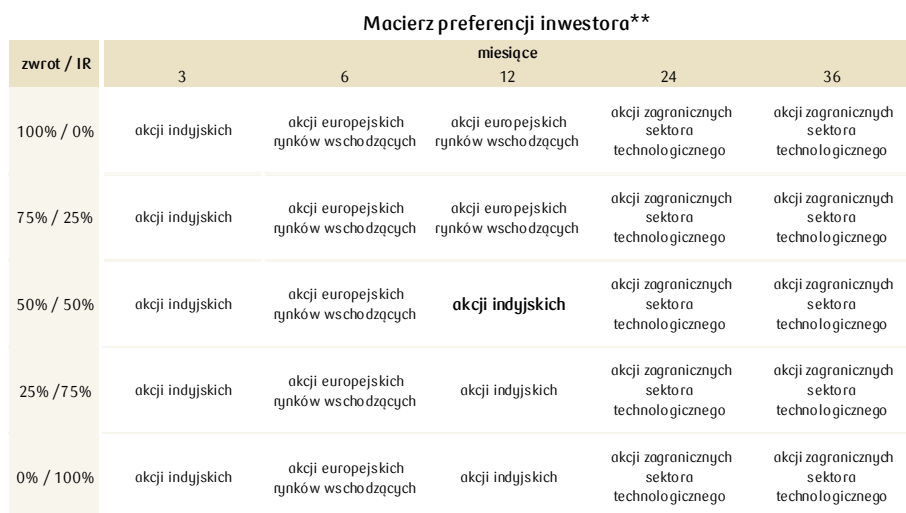 Macierz preferencji inwestora**
zwrot / IR
miesiące
3 6 12 24 36
100% / 0%
akcji indyjskich
akcji europejskich
rynków wschodzących
akcji europejskich
rynków wschodzących
akcji zagranicznych
sektora
technologicznego
akcji zagranicznych
sektora
technologicznego
75% / 25%
akcji indyjskich
akcji europejskich
rynków wschodzących
akcji europejskich
rynków wschodzących
akcji zagranicznych
sektora
technologicznego
akcji zagranicznych
sektora
technologicznego
50% / 50%
akcji indyjskich
akcji europejskich
rynków wschodzących
akcji indyjskich
akcji zagranicznych
sektora
technologicznego
akcji zagranicznych
sektora
technologicznego
25% /75%
akcji indyjskich
akcji europejskich
rynków wschodzących
akcji indyjskich
akcji zagranicznych
sektora
technologicznego
akcji zagranicznych
sektora
technologicznego
0% / 100%
akcji indyjskich
akcji europejskich
rynków wschodzących
akcji indyjskich
akcji zagranicznych
sektora
technologicznego
akcji zagranicznych
sektora
technologicznego